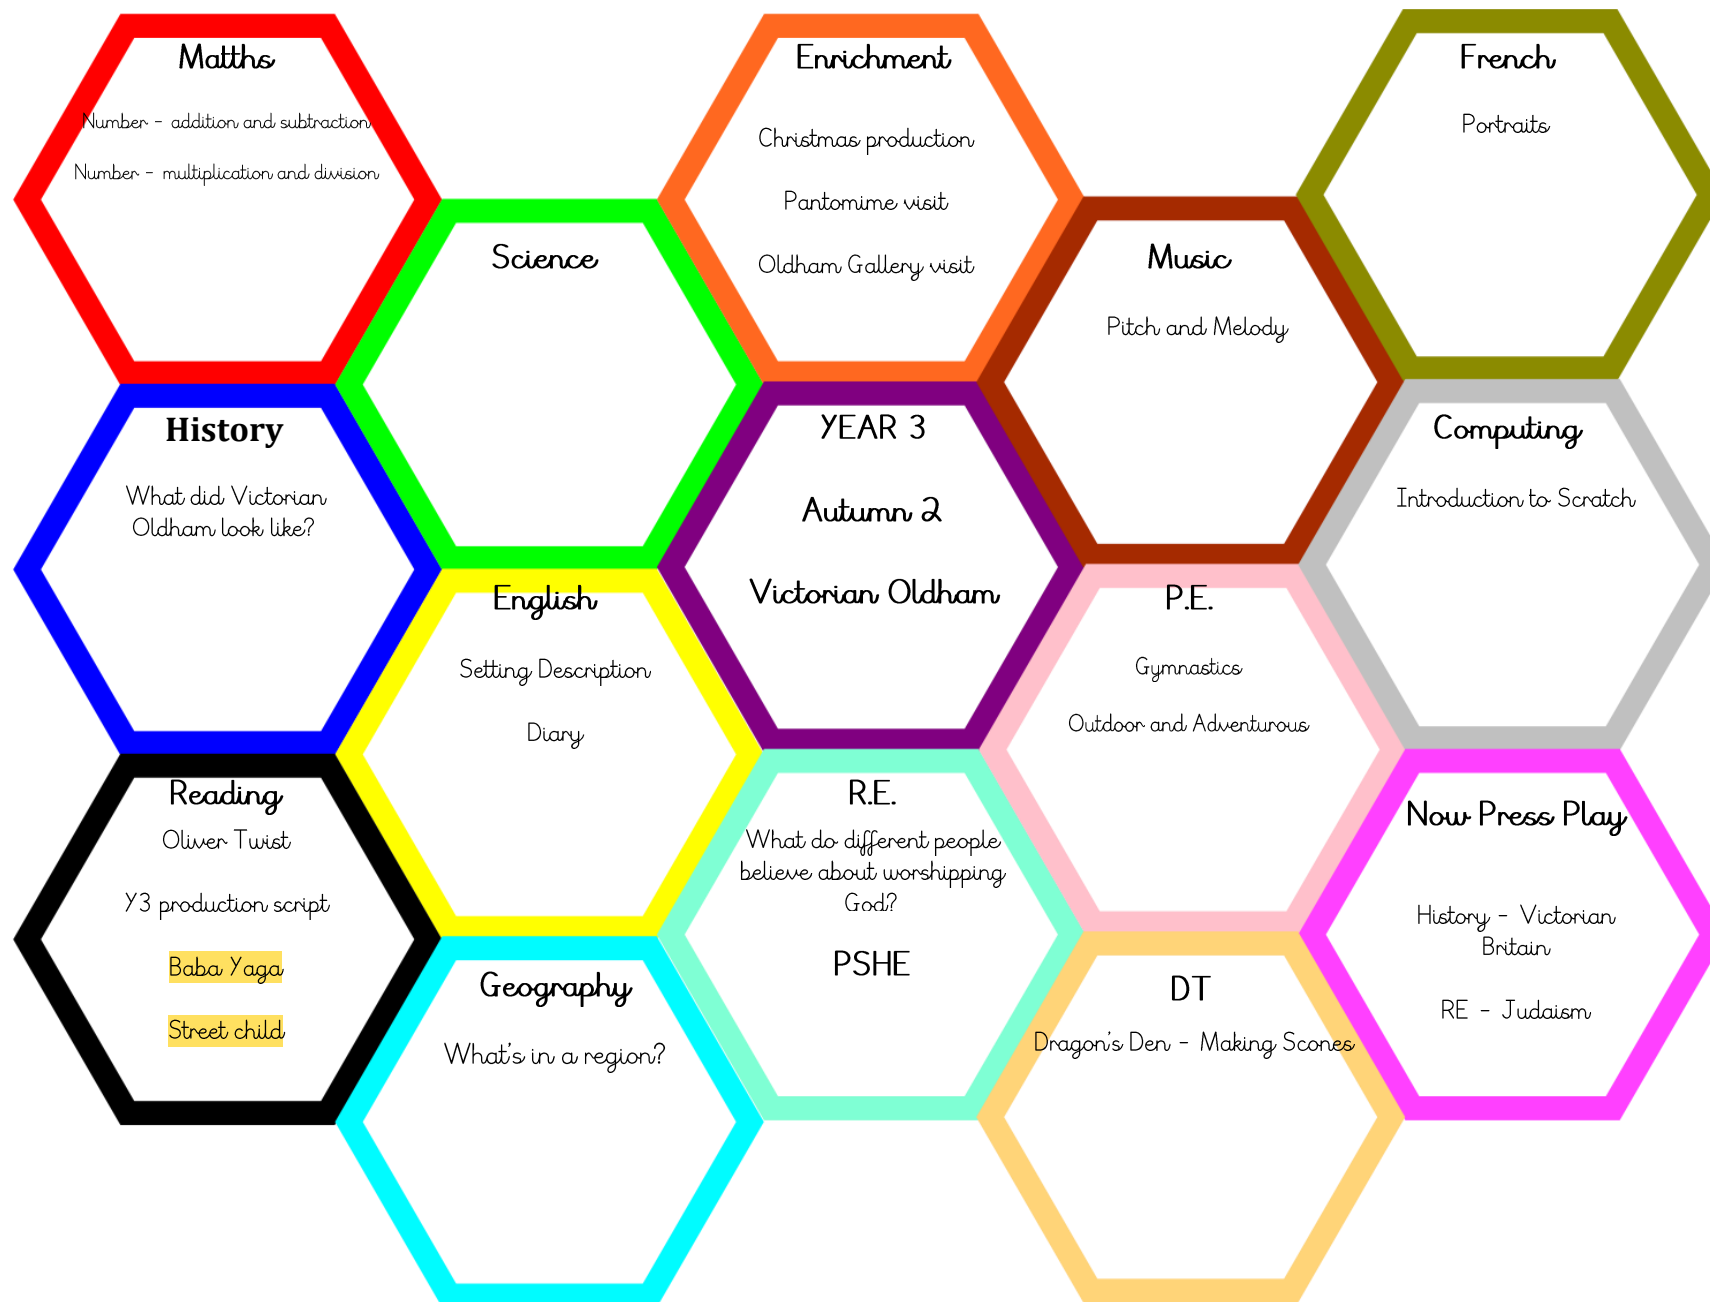 Matths
Number - addition and subtraction
Number - multiplication and division
Enrichment
Christmas production
Pantomime visit
Oldham Gallery visit
French
Portraits
Science
Music
Pitch and Melody
History
What did Victorian
Oldham look like?
YEAR 3
Autumn 2
Victorian Oldham
Computing
Introduction to Scratch
English
Setting Description
Diary
P.E.
Gymnastics
Outdoor and Adventurous
Reading
Oliver Twist
Y3 production script
Baba Yaga
Street child
R.E.
What do different people
believe about worshipping
God?
PSHE
Now Press Play
History - Victorian
Britain
RE - Judaism
Geography
What's in a region?
DT
Dragon's Den - Making Scones